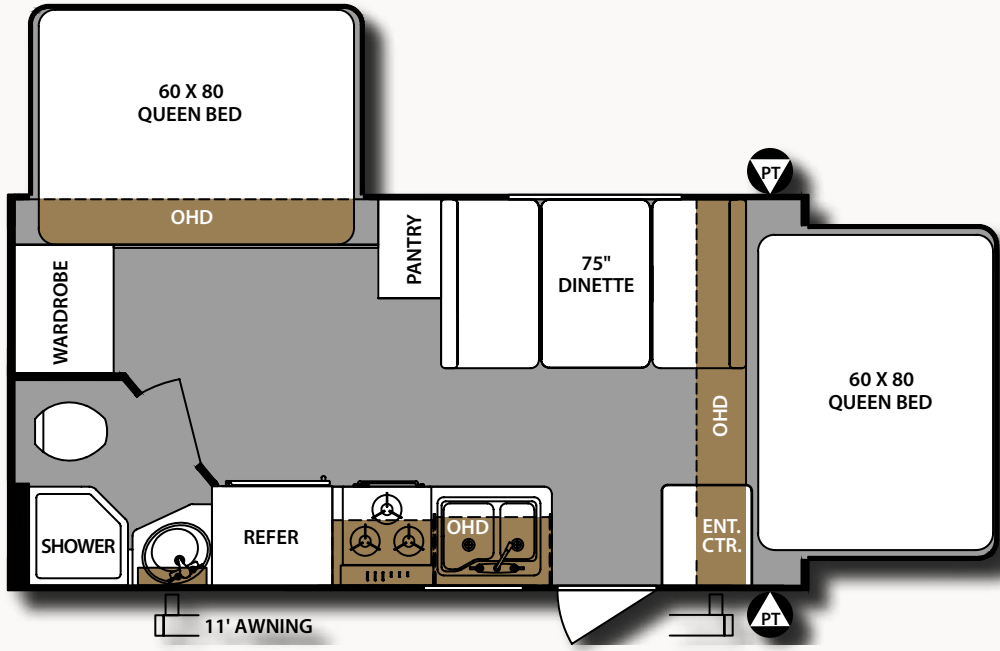 60 X 80
QUEEN BED
OHD
PANTRY
WARDROBE
75"
DINETTE
PT
OHD
60 X 80
QUEEN BED
SHOWER
REFER
OHD
ENT.
CTR.
11' AWNING
PT